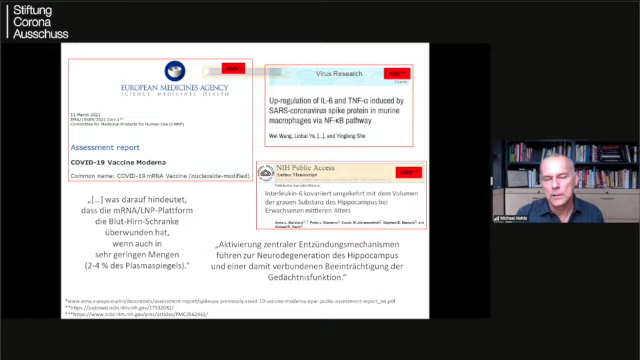 Stiftung
Corona
Ausschuss
EUROPEAN MEDICINES AGENCY
SCIENCE MEDICINES HEALTH
11 March 2021
Committee for Medicinal Products for Human Use (CHMP)
Assessment report
COVID-19 Vaccine Moderna
Common name: COVID-19 mRNA Vaccine (nucleoside-modified)
Virus Research
Up-regulation of IL-6 and TNF-α induced by
SARS-coronavirus spike protein in murine
macrophages via NF-κB pathway
Wei Wang, Linbai Ye, [...], and Yinglong She
NIH Public Access
Author Manuscript
Interleukin-6 kovariiert umgekehrt mit dem Volumen
der grauen Substanz des Hippocampus bei
Erwachsenen mittleren Alters
„[...] was darauf hindeutet,
dass die mRNA/LNP-Plattform
die Blut-Hirn-Schranke
überwunden hat,
wenn auch in
sehr geringen Mengen
(2-4 % des Plasmaspiegels).“
„Aktivierung zentraler Entzündungsmechanismen
führen zur Neurodegeneration des Hippocampus
und einer damit verbundenen Beeinträchtigung der
Gedächtnisfunktion.“
Michael Nehls